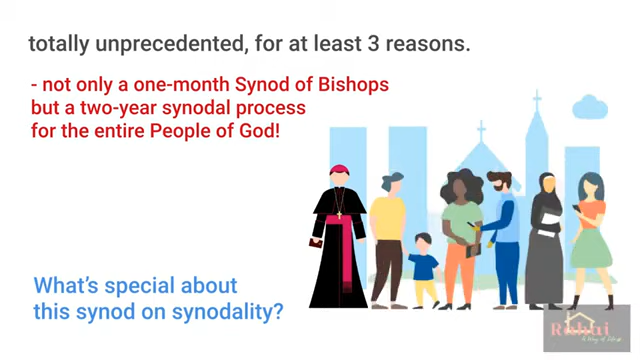 totally unprecedented, for at least 3 reasons.
- not only a one-month Synod of Bishops
but a two-year synodal process
for the entire People of God!
What's special about
this synod on synodality?
Ruhai